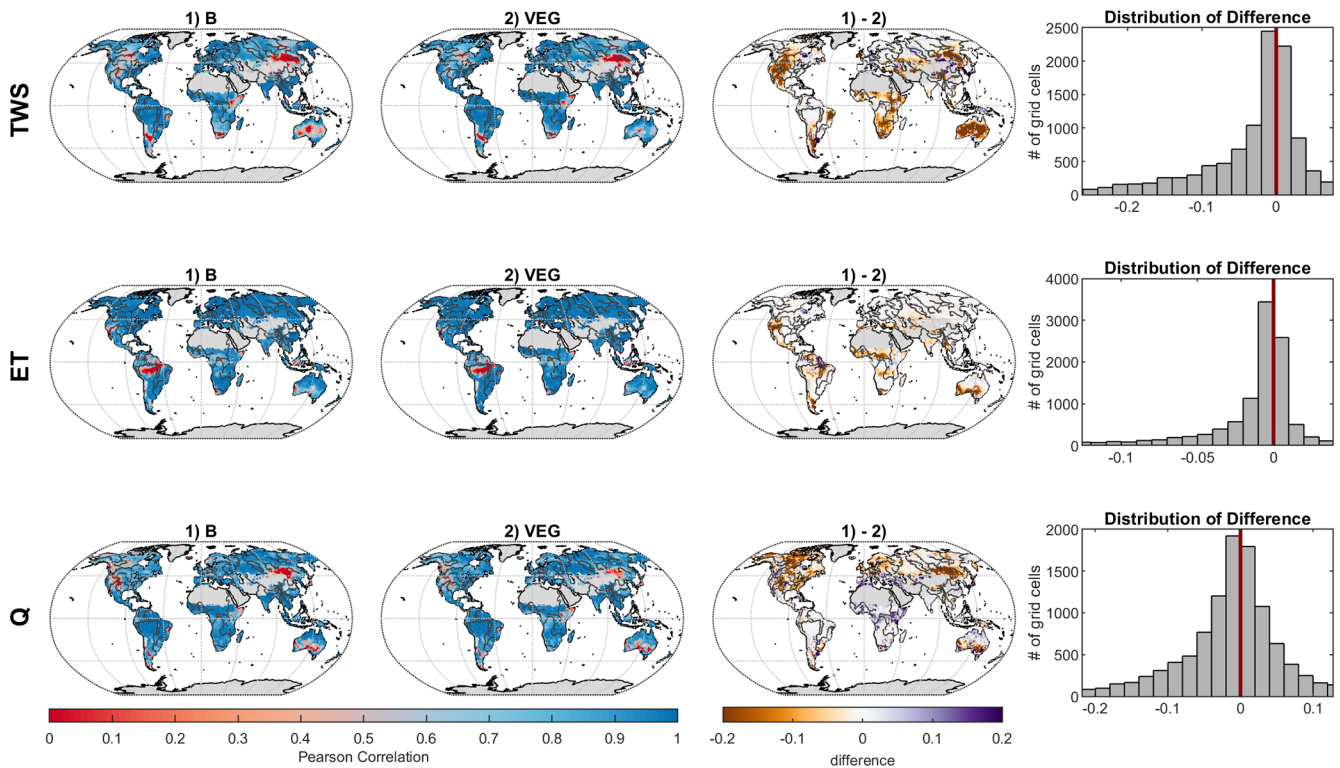 1) B 2) VEG 1) - 2) Distribution of Difference
TWS
# of grid cells
2500
2000
1500
1000
500
0
-0.2 -0.1 0
1) B 2) VEG 1) - 2) Distribution of Difference
ET
# of grid cells
4000
3000
2000
1000
0
-0.1 -0.05 0
1) B 2) VEG 1) - 2) Distribution of Difference
Q
# of grid cells
2000
1500
1000
500
0
-0.2 -0.1 0 0.1
0 0.1 0.2 0.3 0.4 0.5 0.6 0.7 0.8 0.9 1
Pearson Correlation
-0.2 -0.1 0 0.1 0.2
difference